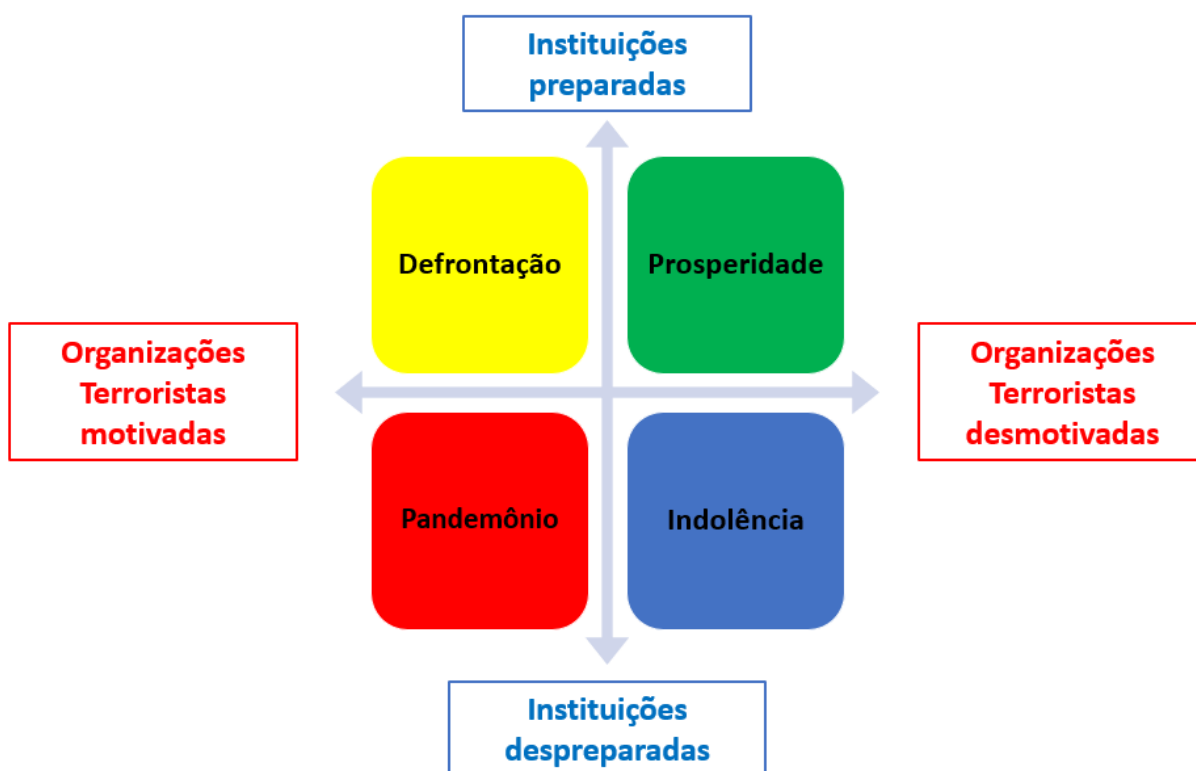 Instituições
preparadas
Defrontação
Prosperidade
Organizações
Terroristas
motivadas
Organizações
Terroristas
desmotivadas
Pandemônio
Indolência
Instituições
despreparadas